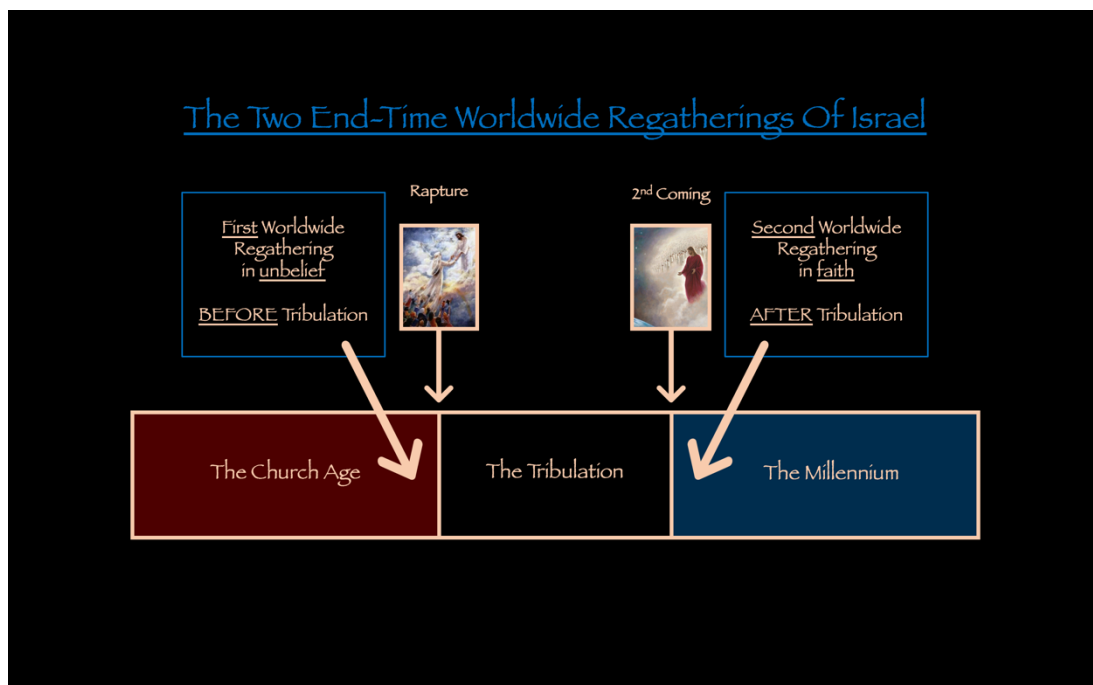 The Two End-Time Worldwide Regatherings Of Israel
First Worldwide
Regathering
in unbelief
BEFORE Tribulation
Rapture
2nd Coming
Second Worldwide
Regathering
in faith
AFTER Tribulation
The Church Age
The Tribulation
The Millennium